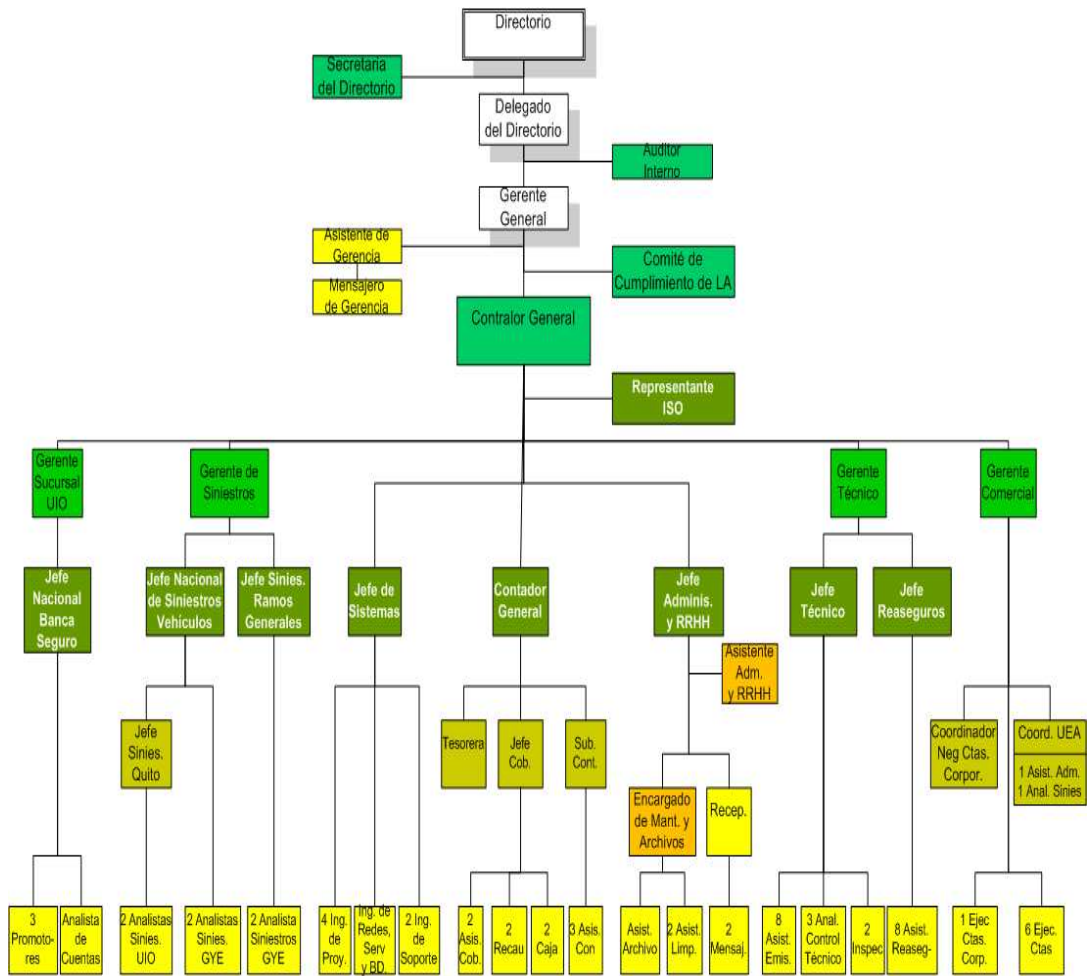 Directorio
Secretaria
del Directorio
Delegado
del Directorio
Auditor
Interno
Gerente
General
Asistente de
Gerencia
Mensajero
de Gerencia
Comité de
Cumplimiento de LA
Contralor General
Representante
ISO
Gerente
Sucursal
UIO
Gerente de
Siniestros
Gerente
Técnico
Gerente
Comercial
Jefe
Nacional
Banca
Seguro
Jefe Nacional
de Siniestros
Vehículos
Jefe Sinies.
Ramos
Generales
Jefe de
Sistemas
Contador
General
Jefe
Adminis.
y RRHH
Jefe
Técnico
Jefe
Reaseguros
Asistente
Adm.
y RRHH
Jefe
Sinies.
Quito
Tesorera
Jefe
Cob.
Sub.
Cont.
Coordinador
Neg Ctas.
Corpor.
Coord. UEA
1 Asist. Adm.
1 Anal. Sinies
Encargado
de Mant. y
Archivos
Recep.
3
Promoto-
res
Analista
de
Cuentas
2 Analistas
Sinies.
UIO
2 Analistas
Sinies.
GYE
2 Analista
Siniestros
GYE
4 Ing.
de
Proy.
Ing. de
Redes,
Serv
y BD.
2 Ing.
de
Soporte
2
Asis.
Cob.
2
Recau
2
Caja
3 Asis.
Con
Asist.
Archivo
2 Asist.
Limp.
2
Mensaj.
8
Asist.
Emis.
3 Anal.
Control
Técnico
2
Inspec
8 Asist.
Reaseg-
1 Ejec
Ctas.
Corp.
6 Ejec.
Ctas